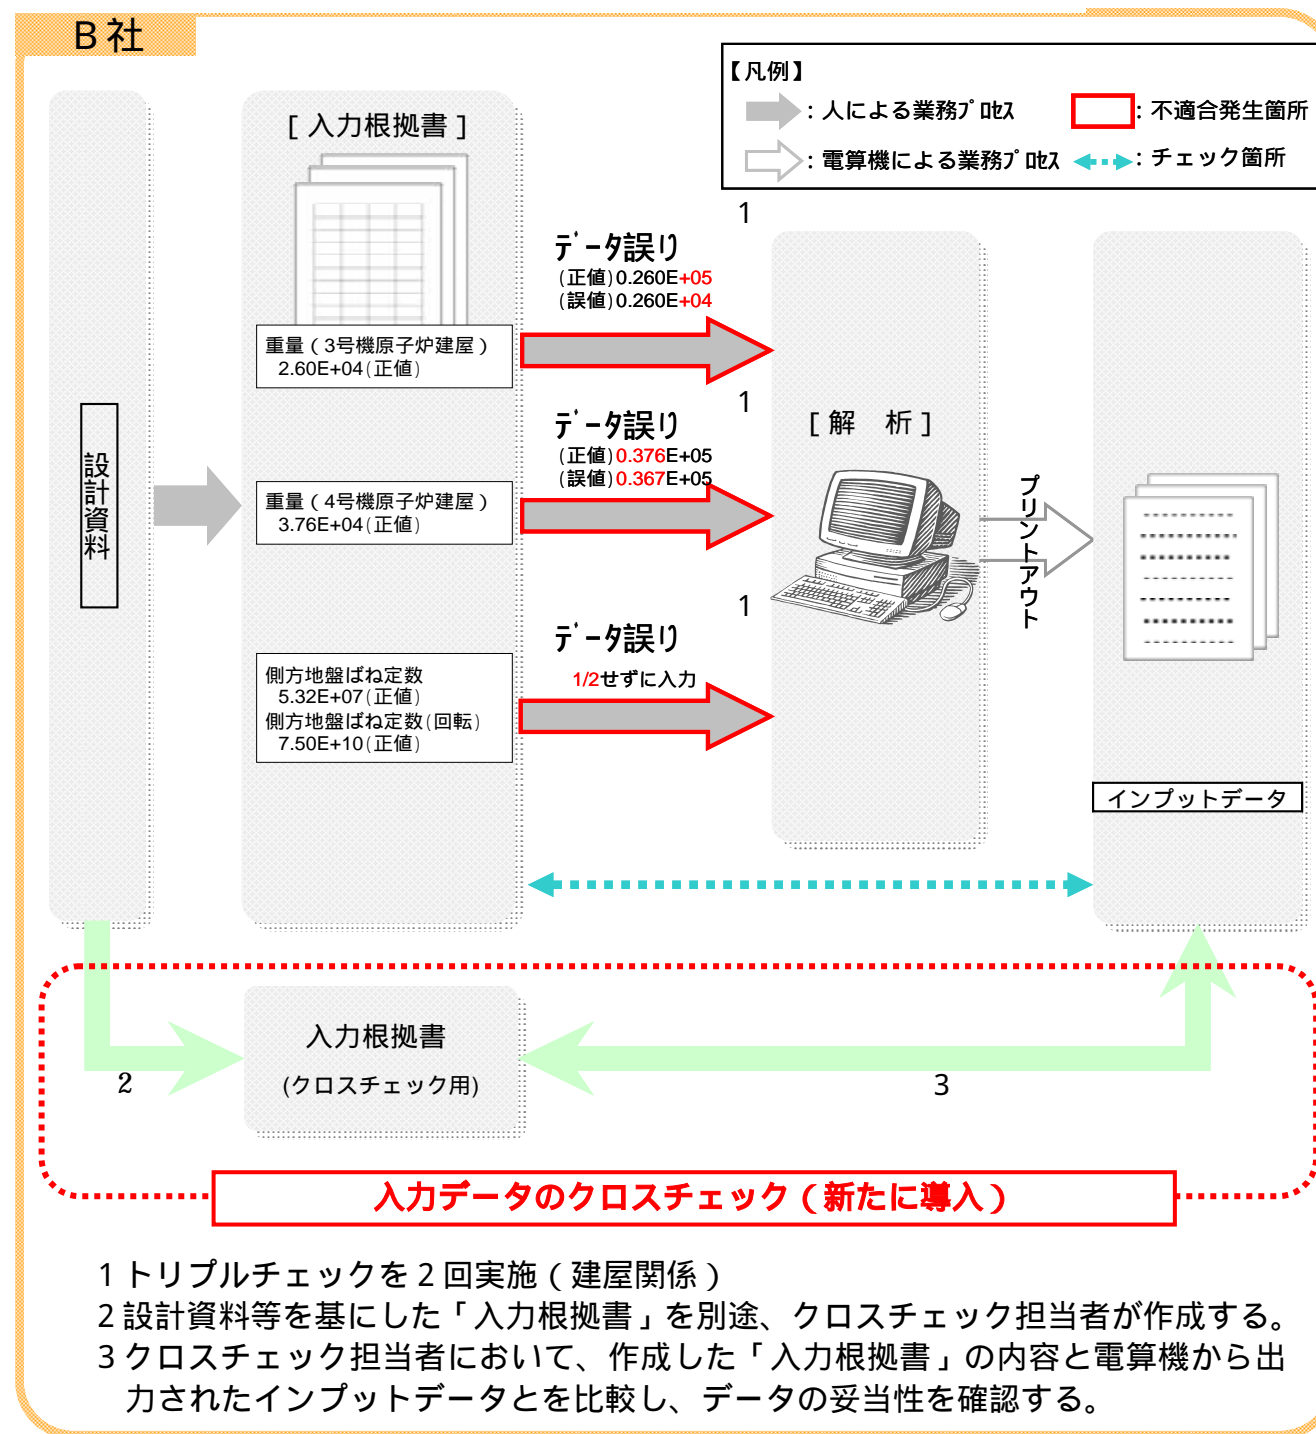 B社
【凡例】
：人による業務ﾌﾟﾛｾｽ
：不適合発生箇所
：電算機による業務ﾌﾟﾛｾｽ
：チェック箇所
[ 入力根拠書 ]
1
ﾃﾞｰﾀ誤り
(正値)0.260E+05
(誤値)0.260E+04
重量（3号機原子炉建屋）
2.60E+04(正値)
1
ﾃﾞｰﾀ誤り
(正値)0.376E+05
(誤値)0.367E+05
[ 解　析 ]
設計資料
重量（4号機原子炉建屋）
3.76E+04(正値)
プリントアウト
1
ﾃﾞｰﾀ誤り
1/2せずに入力
側方地盤ばね定数
5.32E+07(正値)
側方地盤ばね定数(回転)
7.50E+10(正値)
インプットデータ
入力根拠書
(クロスチェック用)
2
3
入力データのクロスチェック（新たに導入）
1 トリプルチェックを2回実施（建屋関係）
2 設計資料等を基にした「入力根拠書」を別途、クロスチェック担当者が作成する。
3 クロスチェック担当者において、作成した「入力根拠書」の内容と電算機から出
力されたインプットデータとを比較し、データの妥当性を確認する。